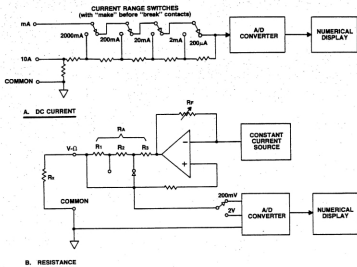 CURRENT RANGE SWITCHES
(with "make" before "break" contacts)
mA
2000mA
200mA
20mA
2mA
200µA
A/D CONVERTER
NUMERICAL DISPLAY
10A
COMMON
A. DC CURRENT
RF
RA
V-Ω
R1
R2
R3
−
+
CONSTANT CURRENT SOURCE
Rx
COMMON
200mV
2V
A/D CONVERTER
NUMERICAL DISPLAY
B. RESISTANCE